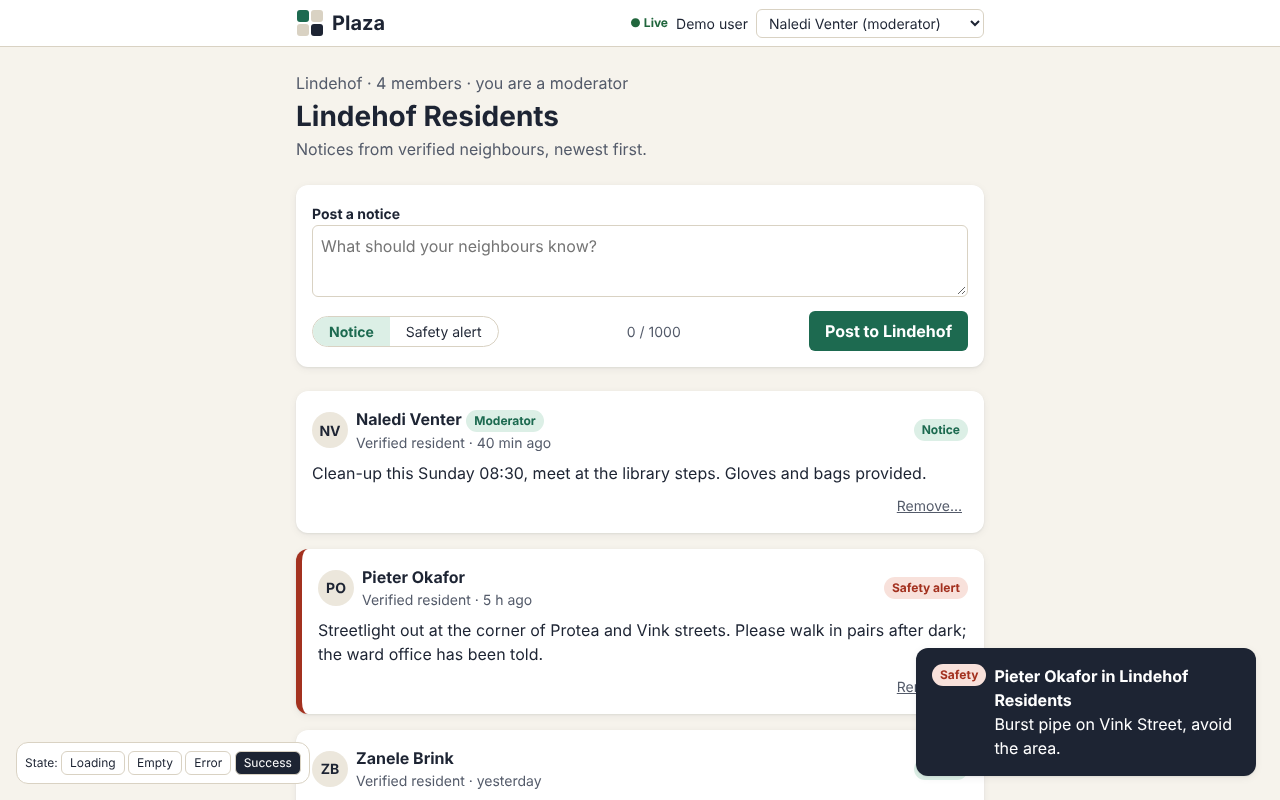 Plaza
Live Demo user Naledi Venter (moderator)
Lindehof · 4 members · you are a moderator
Lindehof Residents
Notices from verified neighbours, newest first.
Post a notice
What should your neighbours know?
Notice Safety alert 0 / 1000 Post to Lindehof
NV Naledi Venter Moderator Notice
Verified resident · 40 min ago
Clean-up this Sunday 08:30, meet at the library steps. Gloves and bags provided.
Remove...
PO Pieter Okafor Safety alert
Verified resident · 5 h ago
Streetlight out at the corner of Protea and Vink streets. Please walk in pairs after dark;
the ward office has been told.
Safety Pieter Okafor in Lindehof
Residents
Burst pipe on Vink Street, avoid
the area.
ZB Zanele Brink
Verified resident · yesterday
State: Loading Empty Error Success